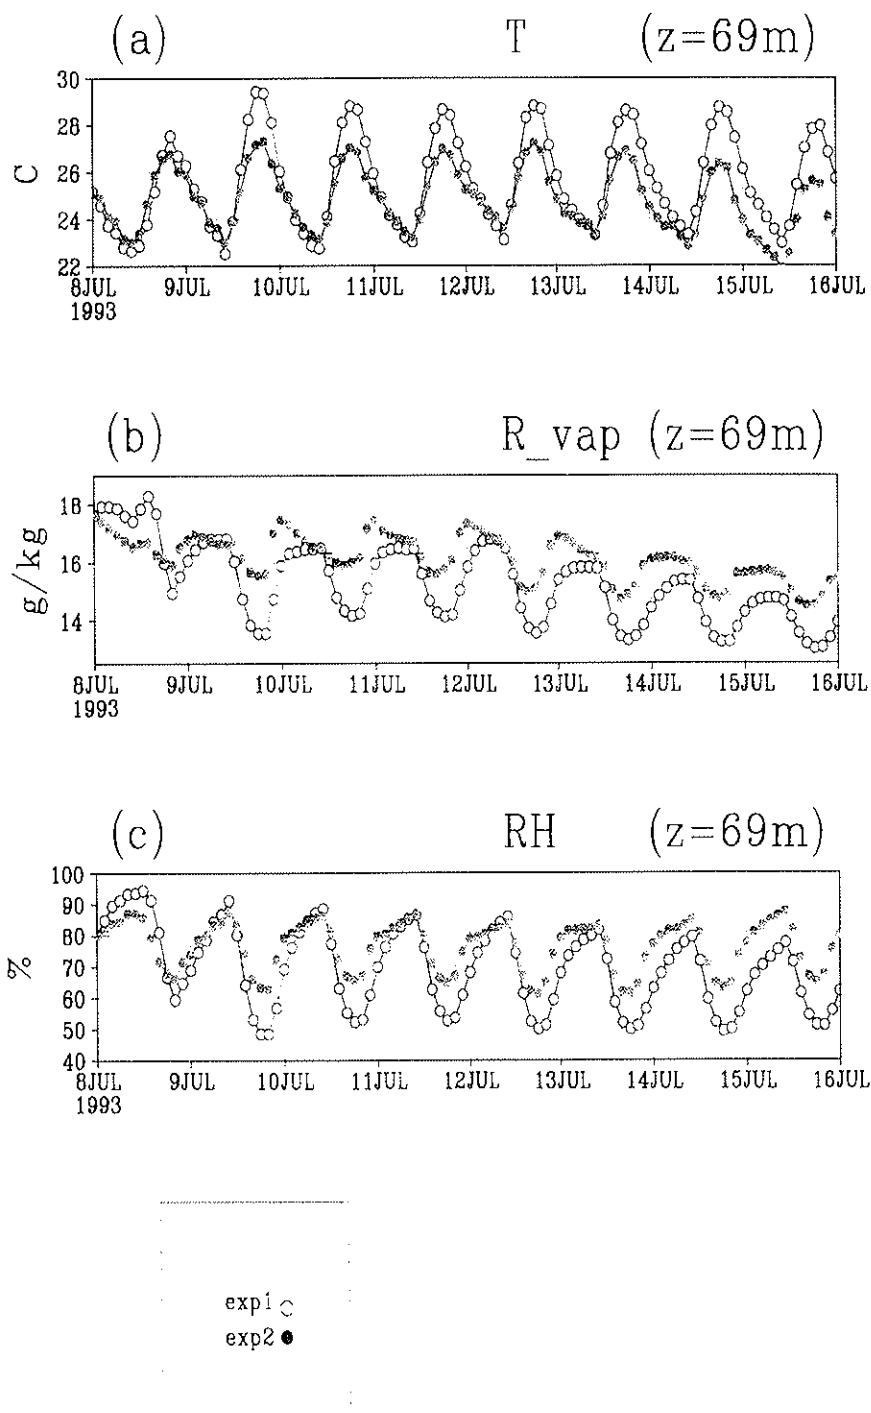 (a) T (z=69m)
30
28
26
24
22
C
8JUL 9JUL 10JUL 11JUL 12JUL 13JUL 14JUL 15JUL 16JUL
1993
(b) R_vap (z=69m)
18
16
14
g/kg
8JUL 9JUL 10JUL 11JUL 12JUL 13JUL 14JUL 15JUL 16JUL
1993
(c) RH (z=69m)
100
90
80
70
60
50
40
%
8JUL 9JUL 10JUL 11JUL 12JUL 13JUL 14JUL 15JUL 16JUL
1993
exp1
exp2